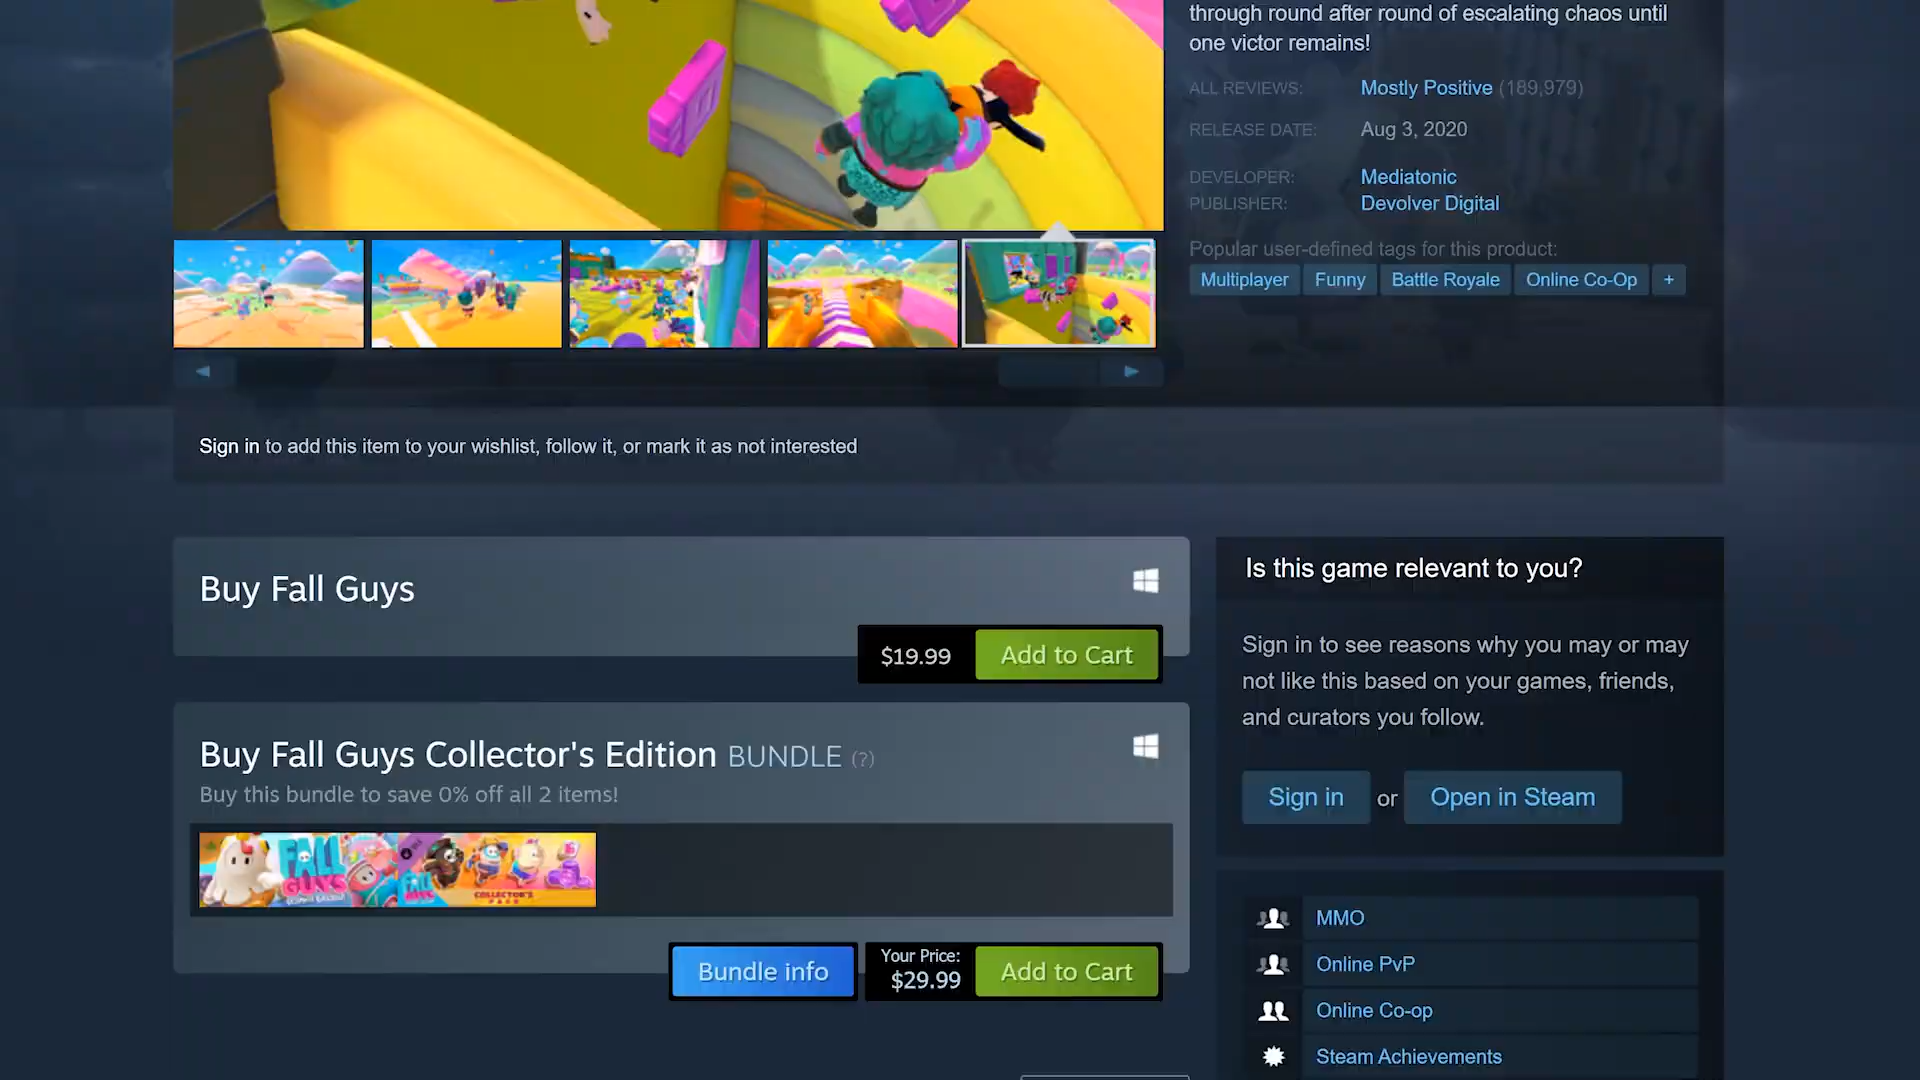 through round after round of escalating chaos until
one victor remains!
ALL REVIEWS: Mostly Positive (189,979)
RELEASE DATE: Aug 3, 2020
DEVELOPER: Mediatonic
PUBLISHER: Devolver Digital
Popular user-defined tags for this product:
Multiplayer Funny Battle Royale Online Co-Op +
Sign in to add this item to your wishlist, follow it, or mark it as not interested
Buy Fall Guys
$19.99 Add to Cart
Buy Fall Guys Collector's Edition BUNDLE (?)
Buy this bundle to save 0% off all 2 items!
FALL GUYS
COLLECTOR'S PACK
Bundle info
Your Price:
$29.99
Add to Cart
Is this game relevant to you?
Sign in to see reasons why you may or may
not like this based on your games, friends,
and curators you follow.
Sign in or Open in Steam
MMO
Online PvP
Online Co-op
Steam Achievements